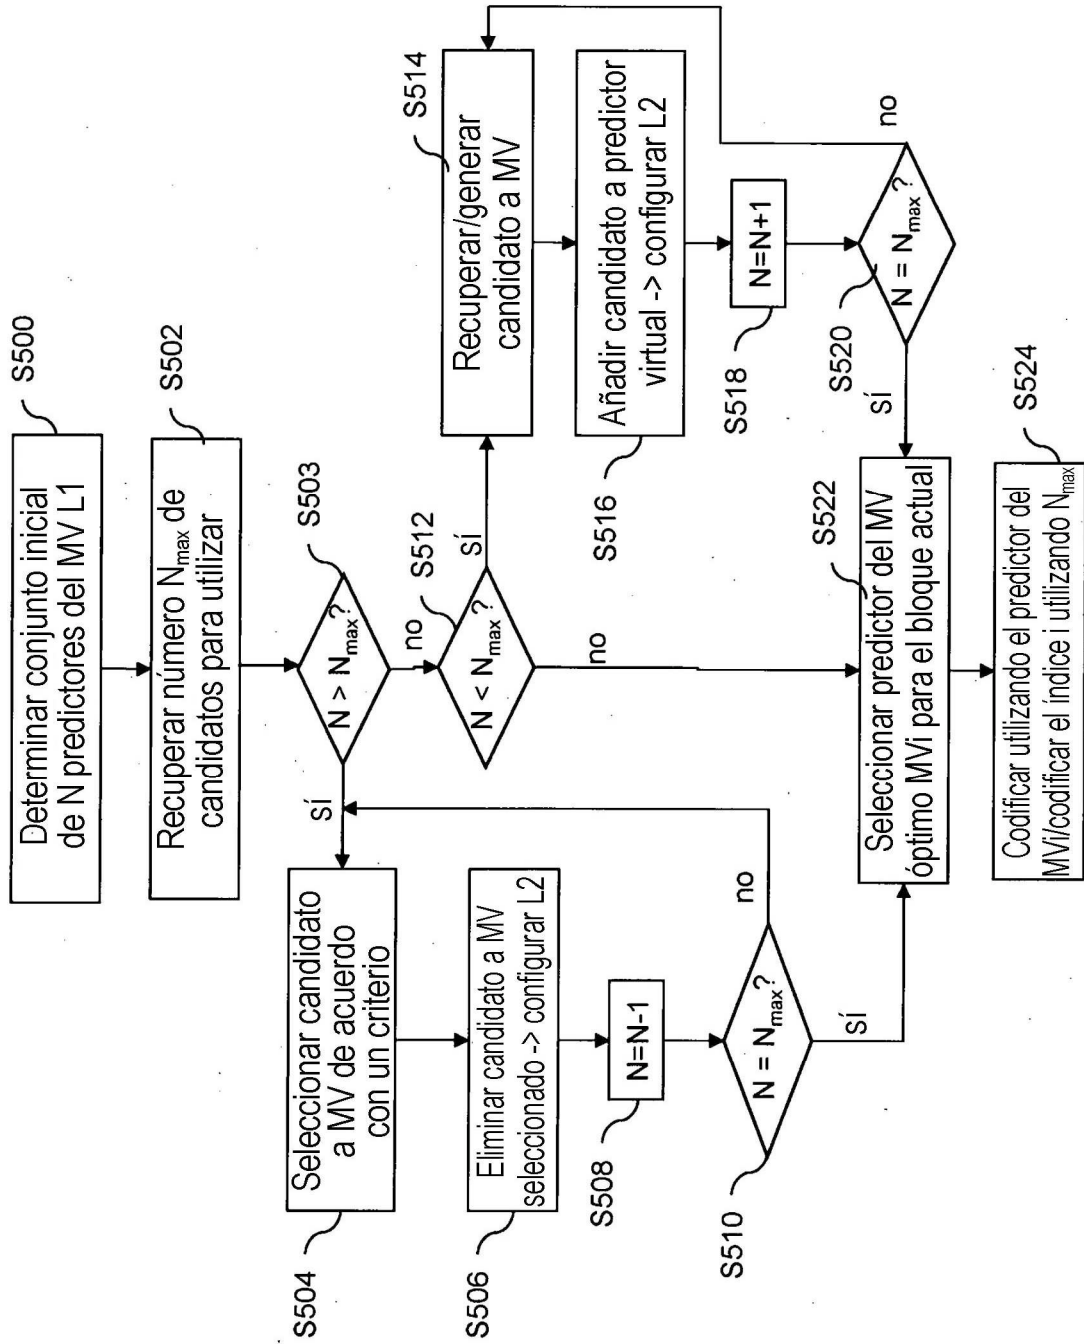 S500
Determinar conjunto inicial
de N predictores del MV L1
S502
Recuperar número Nmax de
candidatos para utilizar
S503
N > Nmax?
sí
no
S504
Seleccionar candidato
a MV de acuerdo
con un criterio
S506
Eliminar candidato a MV
seleccionado -> configurar L2
S508
N=N-1
S510
N = Nmax?
no
sí
S512
N < Nmax?
sí
no
S514
Recuperar/generar
candidato a MV
S516
Añadir candidato a predictor
virtual -> configurar L2
S518
N=N+1
S520
N = Nmax?
no
sí
S522
Seleccionar predictor del MV
óptimo MVi para el bloque actual
S524
Codificar utilizando el predictor del
MVi/codificar el índice i utilizando Nmax